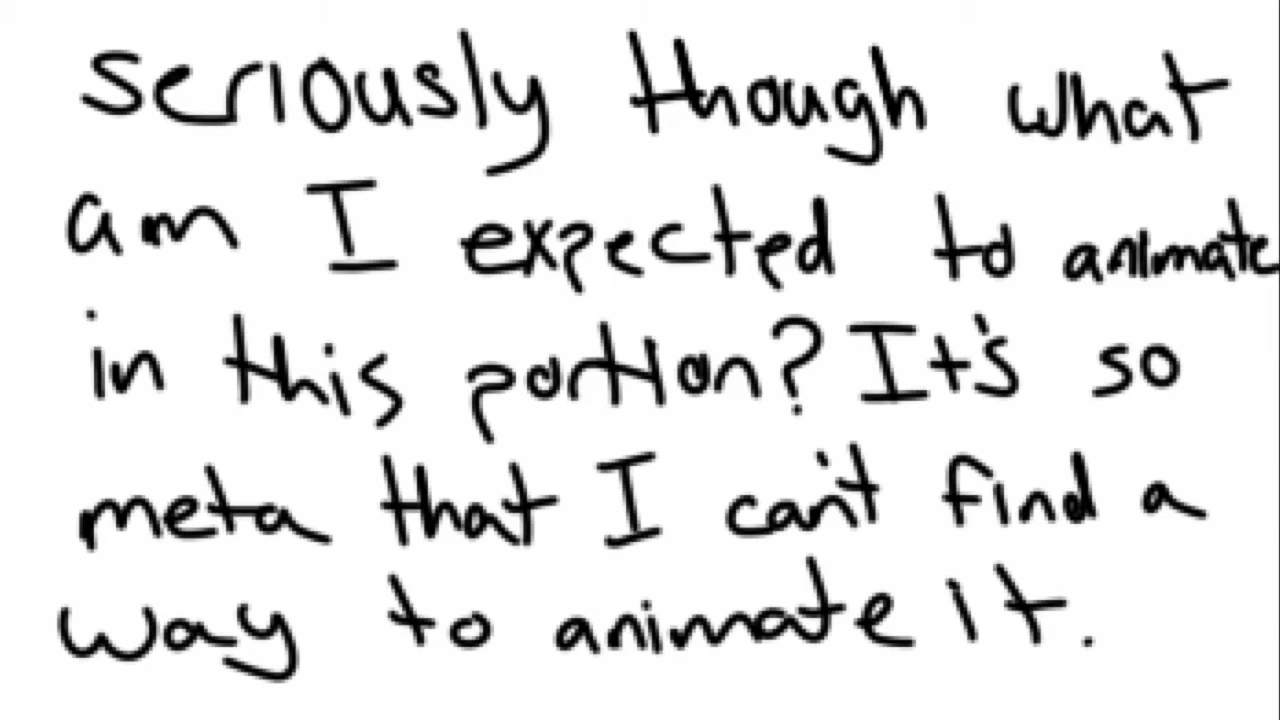 seriously though what
am I expected to animate
in this portion? It's so
meta that I can't find a
way to animate it.